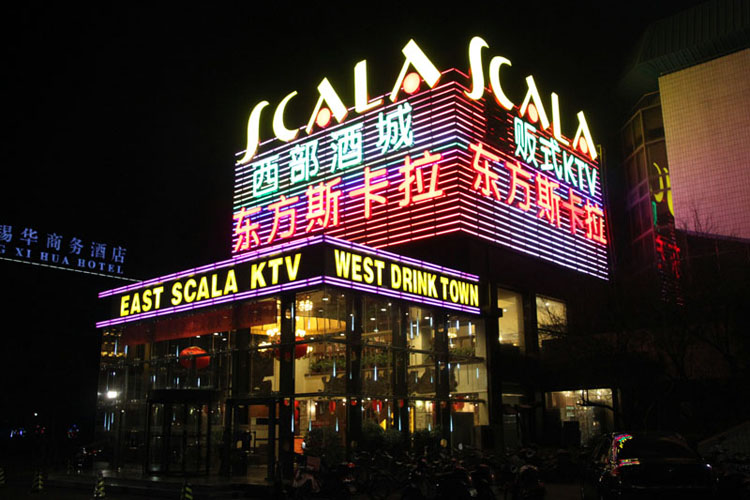 SCALA
西部酒城
东方斯卡拉
SCALA
贩式KTV
东方斯卡拉
EAST SCALA KTV
WEST DRINK TOWN
锡华商务酒店
G XI HUA HOTEL